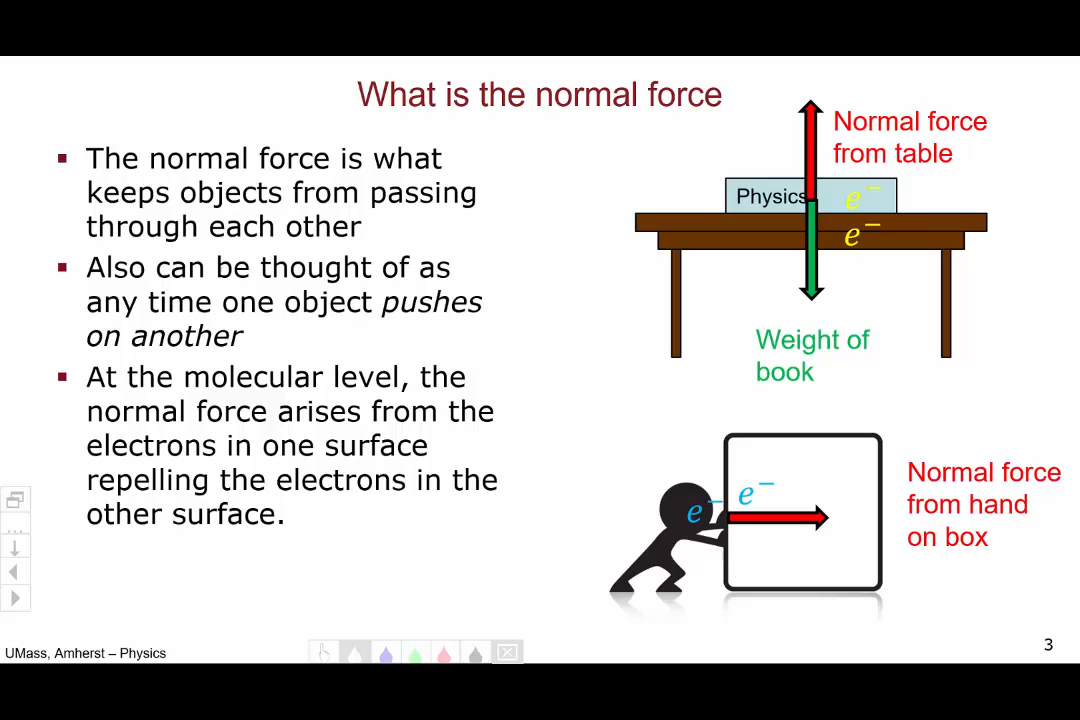 What is the normal force
▪ The normal force is what
keeps objects from passing
through each other
▪ Also can be thought of as
any time one object pushes
on another
▪ At the molecular level, the
normal force arises from the
electrons in one surface
repelling the electrons in the
other surface.
Normal force
from table
Physics
e⁻
e⁻
Weight of
book
e⁻
e⁻
Normal force
from hand
on box
UMass, Amherst – Physics
3